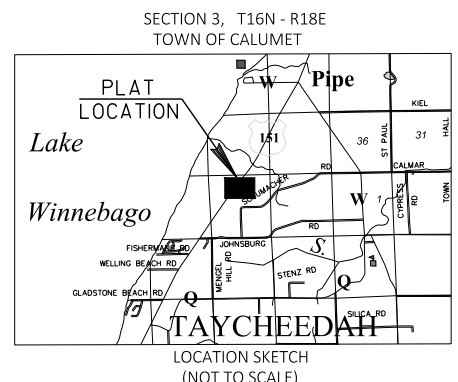 SECTION 3, T16N - R18E
TOWN OF CALUMET
W
Pipe
PLAT
LOCATION
KIEL
Lake
151
36
31
ST PAUL
HALL
RD
CALMAR
SCHUMACHER
W
1
CYPRESS
RD
TOWN
Winnebago
RD
FISHERMANS RD
JOHNSBURG
S.
WELLING BEACH RD
MENGEL
HILL RD
STENZ RD
Q
GLADSTONE BEACH RD
Q
SILICA RD
TAYCHEEDAH
LOCATION SKETCH
(NOT TO SCALE)